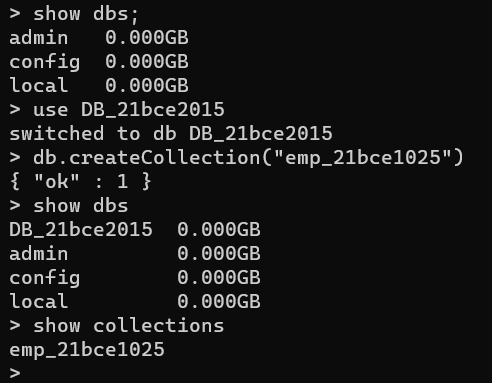 > show dbs;
admin   0.000GB
config  0.000GB
local   0.000GB
> use DB_21bce2015
switched to db DB_21bce2015
> db.createCollection("emp_21bce1025")
{ "ok" : 1 }
> show dbs
DB_21bce2015  0.000GB
admin         0.000GB
config        0.000GB
local         0.000GB
> show collections
emp_21bce1025
>